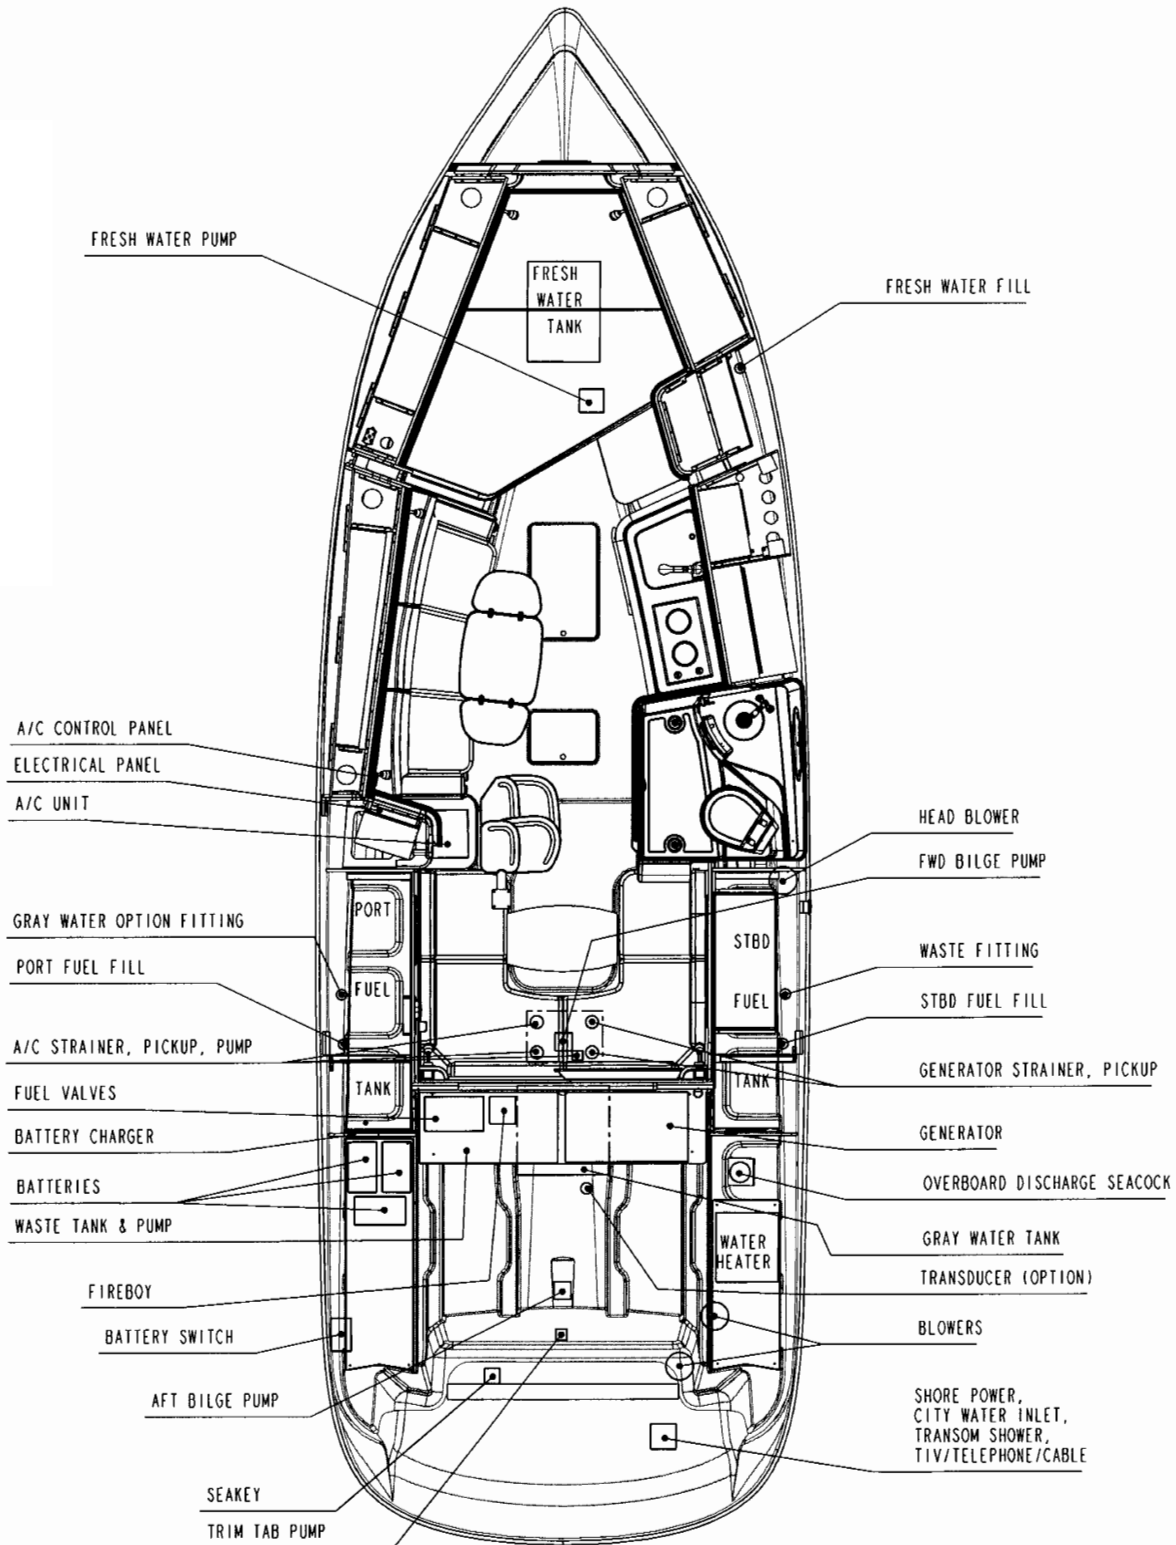 FRESH WATER PUMP
FRESH
WATER
TANK
FRESH WATER FILL
A/C CONTROL PANEL
ELECTRICAL PANEL
A/C UNIT
HEAD BLOWER
FWD BILGE PUMP
PORT
FUEL
TANK
STBD
FUEL
TANK
GRAY WATER OPTION FITTING
PORT FUEL FILL
A/C STRAINER, PICKUP, PUMP
FUEL VALVES
BATTERY CHARGER
BATTERIES
WASTE TANK & PUMP
FIREBOY
BATTERY SWITCH
AFT BILGE PUMP
SEAKEY
TRIM TAB PUMP
WASTE FITTING
STBD FUEL FILL
GENERATOR STRAINER, PICKUP
GENERATOR
OVERBOARD DISCHARGE SEACOCK
WATER
HEATER
GRAY WATER TANK
TRANSDUCER (OPTION)
BLOWERS
SHORE POWER,
CITY WATER INLET,
TRANSOM SHOWER,
TIV/TELEPHONE/CABLE